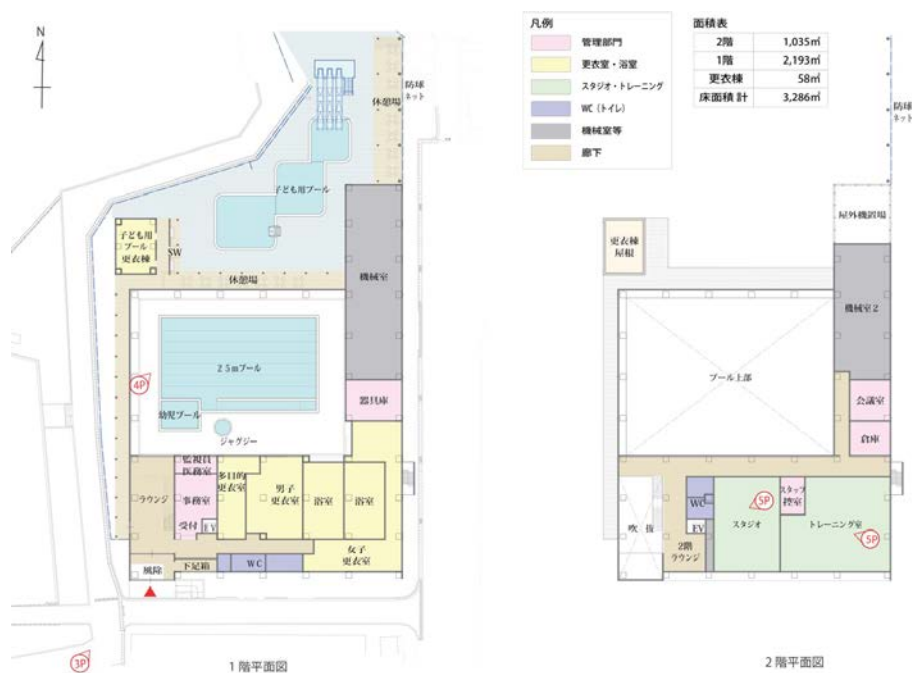 N
休憩場
防球
ネット
子ども用プール
子ども用
プール
更衣棟
SW
休憩場
機械室
25mプール
4P
幼児プール
器具庫
ジャグジー
監視員
医務室
多目的
更衣室
男子
更衣室
浴室
浴室
ラウンジ
事務室
受付
EV
女子
更衣室
風除
下足箱
WC
3P
1階平面図
凡例
管理部門
更衣室・浴室
スタジオ・トレーニング
WC(トイレ)
機械室等
廊下
面積表
2階 1,035㎡
1階 2,193㎡
更衣棟 58㎡
床面積 計 3,286㎡
防球
ネット
屋外機置場
更衣棟
屋根
機械室2
プール上部
会議室
倉庫
吹抜
WC
EV
2階
ラウンジ
スタジオ
5P
スタッフ
控室
トレーニング室
5P
2階平面図